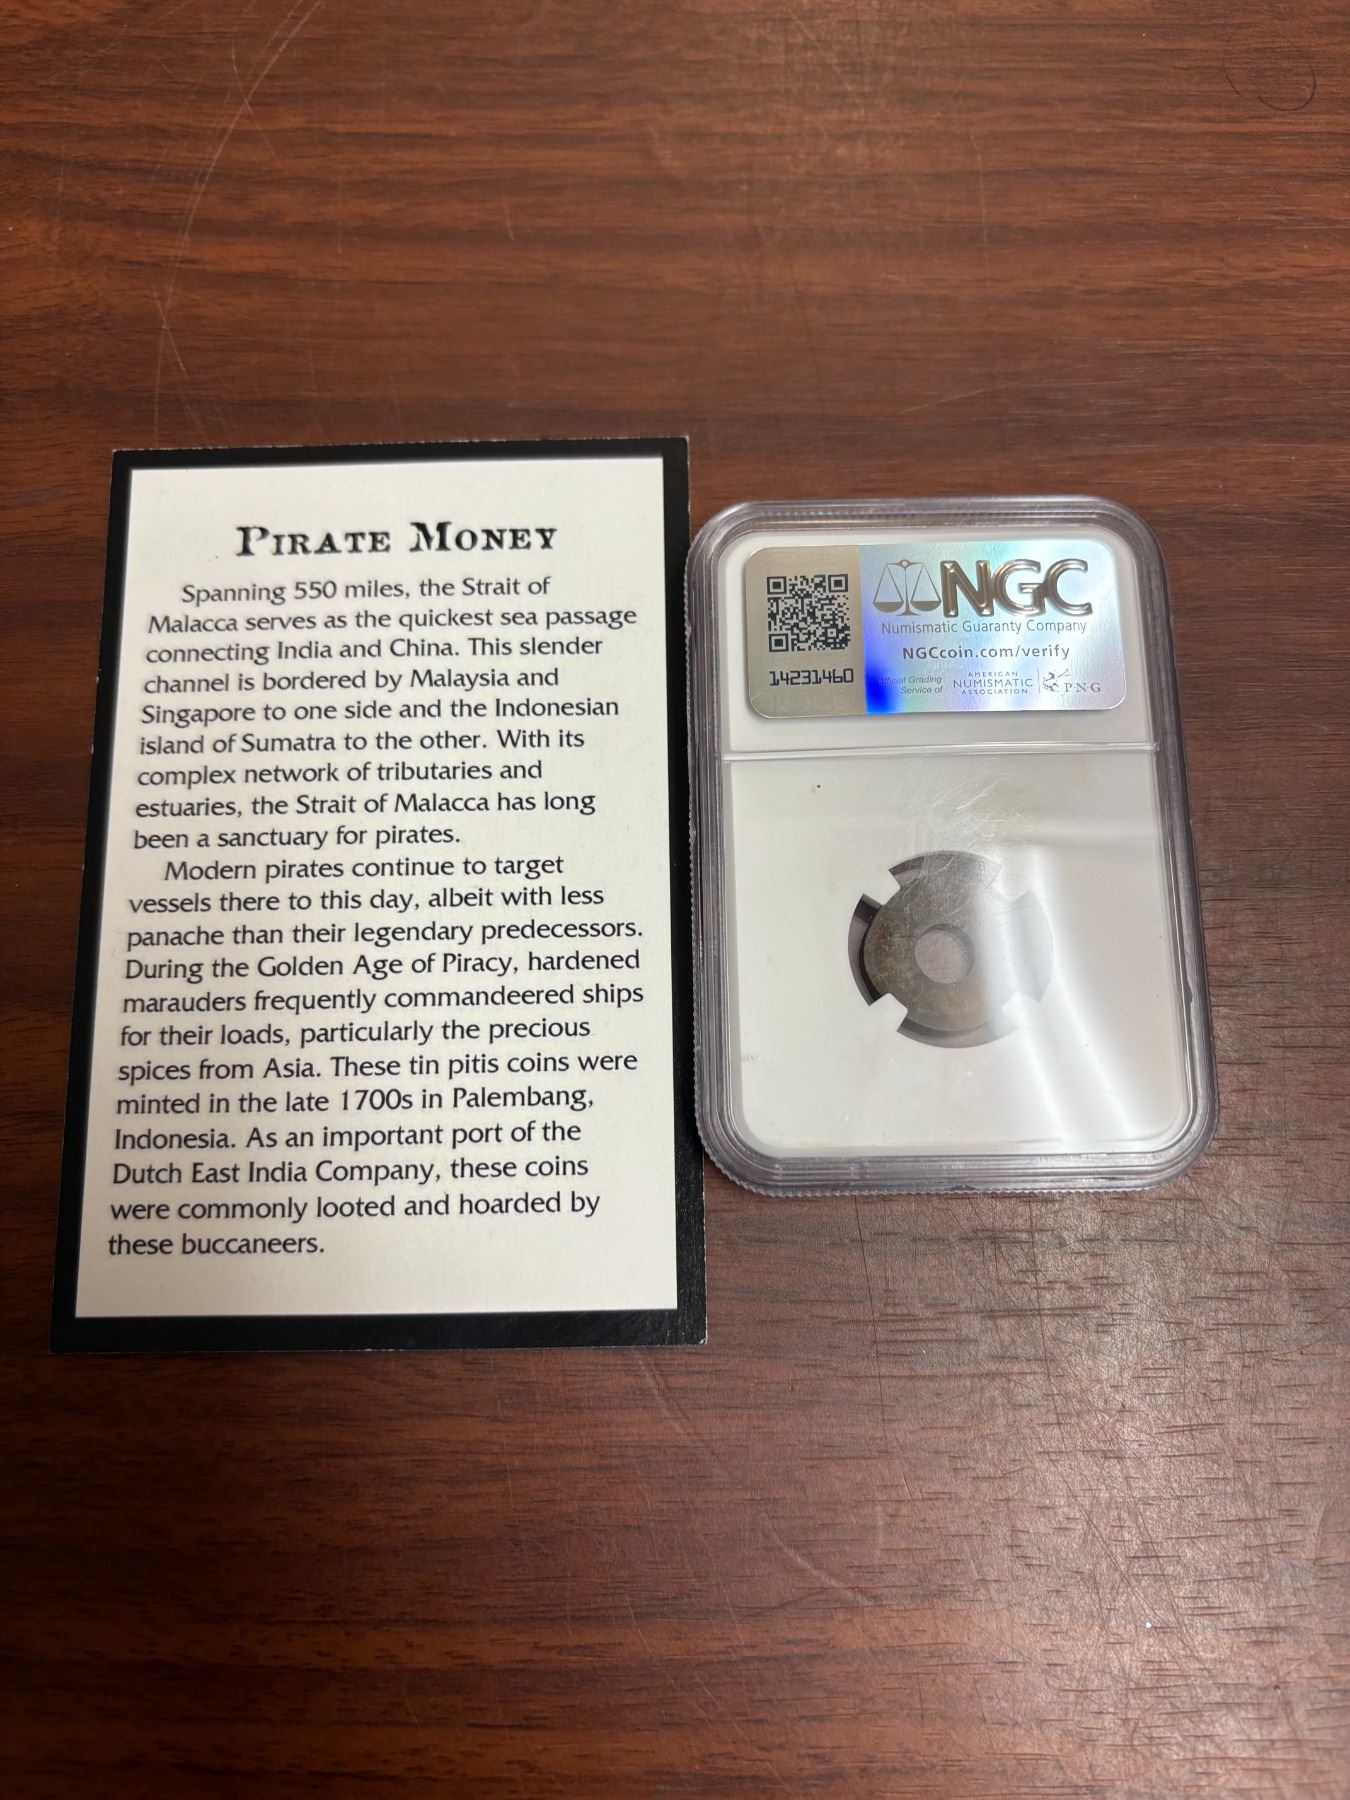 PIRATE MONEY
Spanning 550 miles, the Strait of
Malacca serves as the quickest sea passage
connecting India and China. This slender
channel is bordered by Malaysia and
Singapore to one side and the Indonesian
island of Sumatra to the other. With its
complex network of tributaries and
estuaries, the Strait of Malacca has long
been a sanctuary for pirates.
Modern pirates continue to target
vessels there to this day, albeit with less
panache than their legendary predecessors.
During the Golden Age of Piracy, hardened
marauders frequently commandeered ships
for their loads, particularly the precious
spices from Asia. These tin pitis coins were
minted in the late 1700s in Palembang,
Indonesia. As an important port of the
Dutch East India Company, these coins
were commonly looted and hoarded by
these buccaneers.
NGC
Numismatic Guaranty Company
NGCcoin.com/verify
14231460
Official Grading
Service of
AMERICAN
NUMISMATIC
ASSOCIATION
PNG